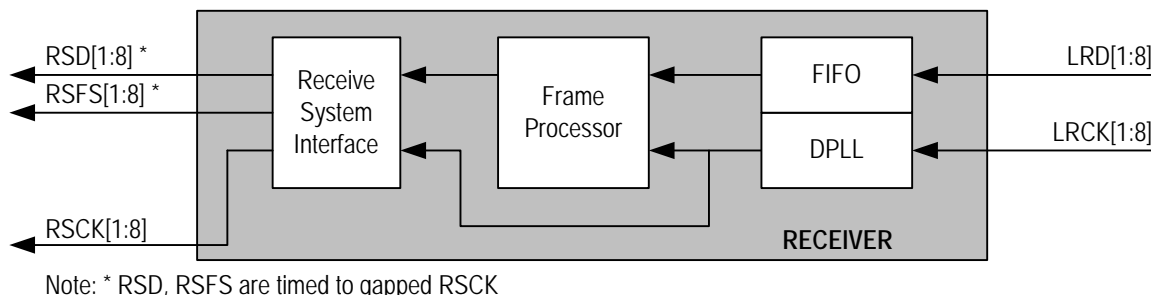 RSD[1:8] *
RSFS[1:8] *
RSCK[1:8]
Receive
System
Interface
Frame
Processor
FIFO
DPLL
LRD[1:8]
LRCK[1:8]
RECEIVER
Note: * RSD, RSFS are timed to gapped RSCK